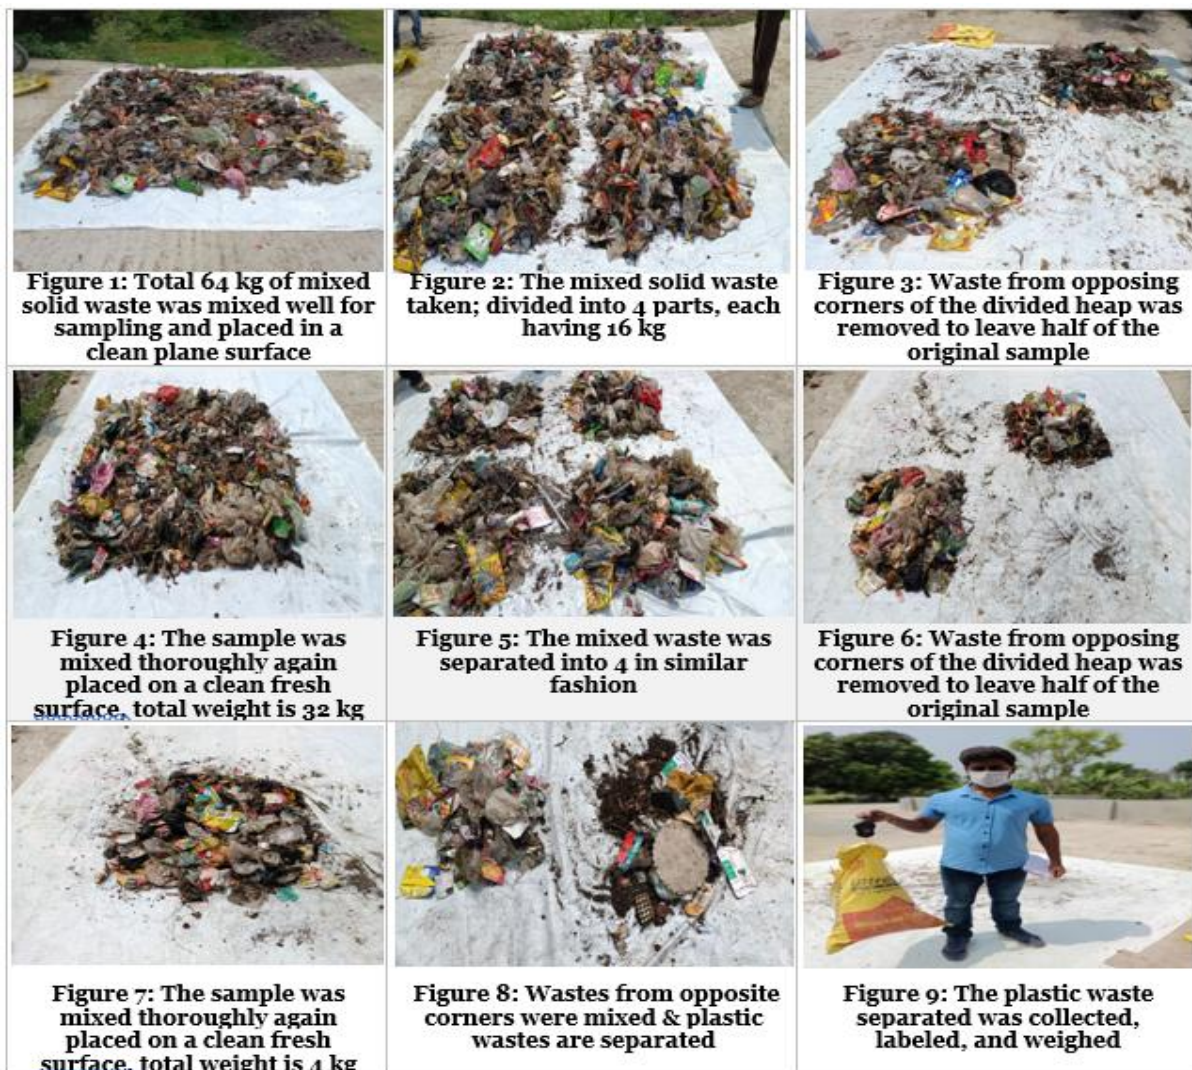 Figure 1: Total 64 kg of mixed
solid waste was mixed well for
sampling and placed in a
clean plane surface
Figure 2: The mixed solid waste
taken; divided into 4 parts, each
having 16 kg
Figure 3: Waste from opposing
corners of the divided heap was
removed to leave half of the
original sample
Figure 4: The sample was
mixed thoroughly again
placed on a clean fresh
surface, total weight is 32 kg
Figure 5: The mixed waste was
separated into 4 in similar
fashion
Figure 6: Waste from opposing
corners of the divided heap was
removed to leave half of the
original sample
Figure 7: The sample was
mixed thoroughly again
placed on a clean fresh
surface, total weight is 4 kg
Figure 8: Wastes from opposite
corners were mixed & plastic
wastes are separated
Figure 9: The plastic waste
separated was collected,
labeled, and weighed